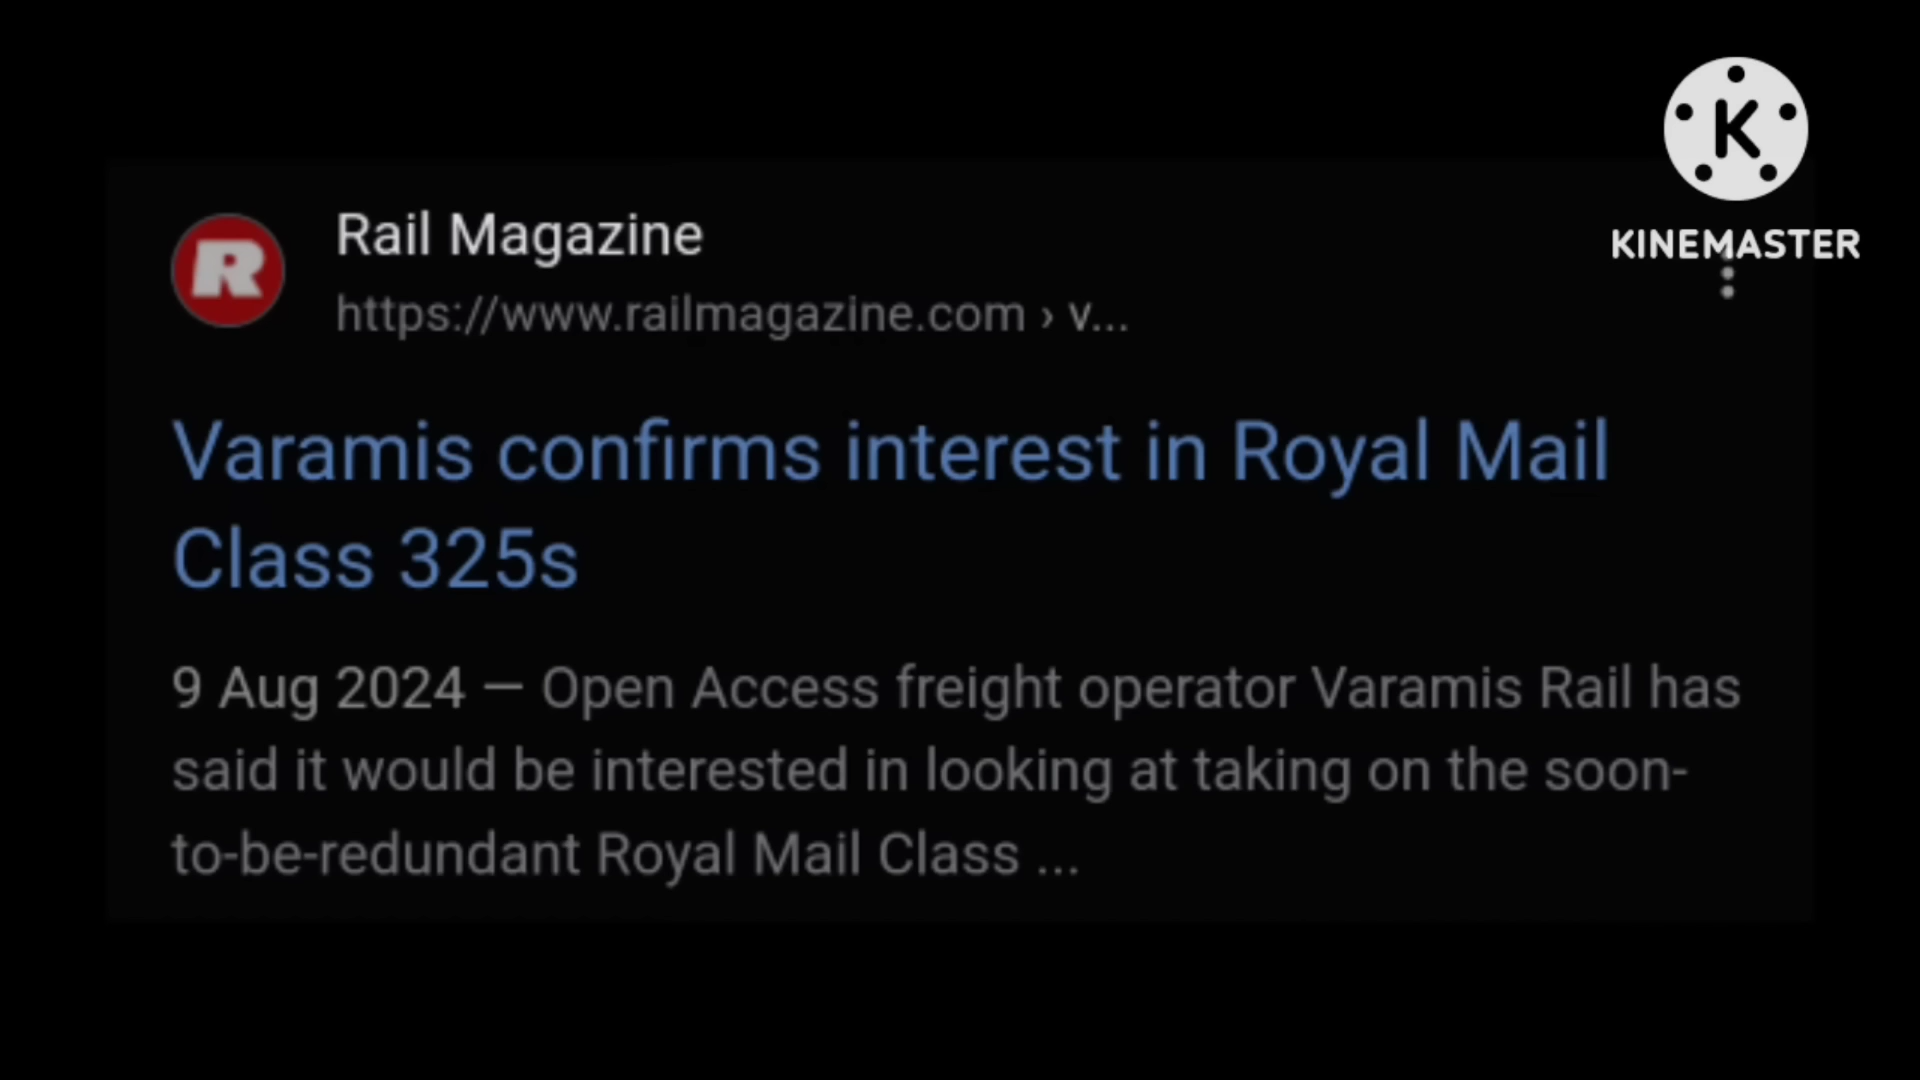 K
KINEMASTER
R
Rail Magazine
https://www.railmagazine.com › v...
Varamis confirms interest in Royal Mail
Class 325s
9 Aug 2024 — Open Access freight operator Varamis Rail has
said it would be interested in looking at taking on the soon-
to-be-redundant Royal Mail Class ...